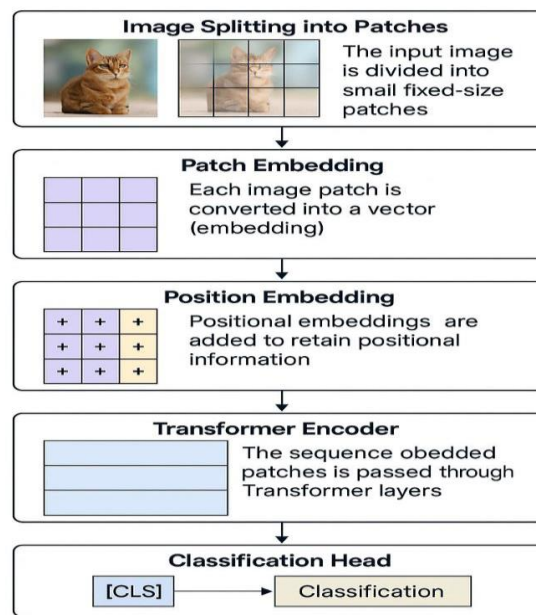 Image Splitting into Patches
The input image
is divided into
small fixed-size
patches
Patch Embedding
Each image patch is
converted into a vector
(embedding)
Position Embedding
+ + +
+ + +
+ + +
Positional embeddings are
added to retain positional
information
Transformer Encoder
The sequence obedded
patches is passed through
Transformer layers
Classification Head
[CLS] Classification